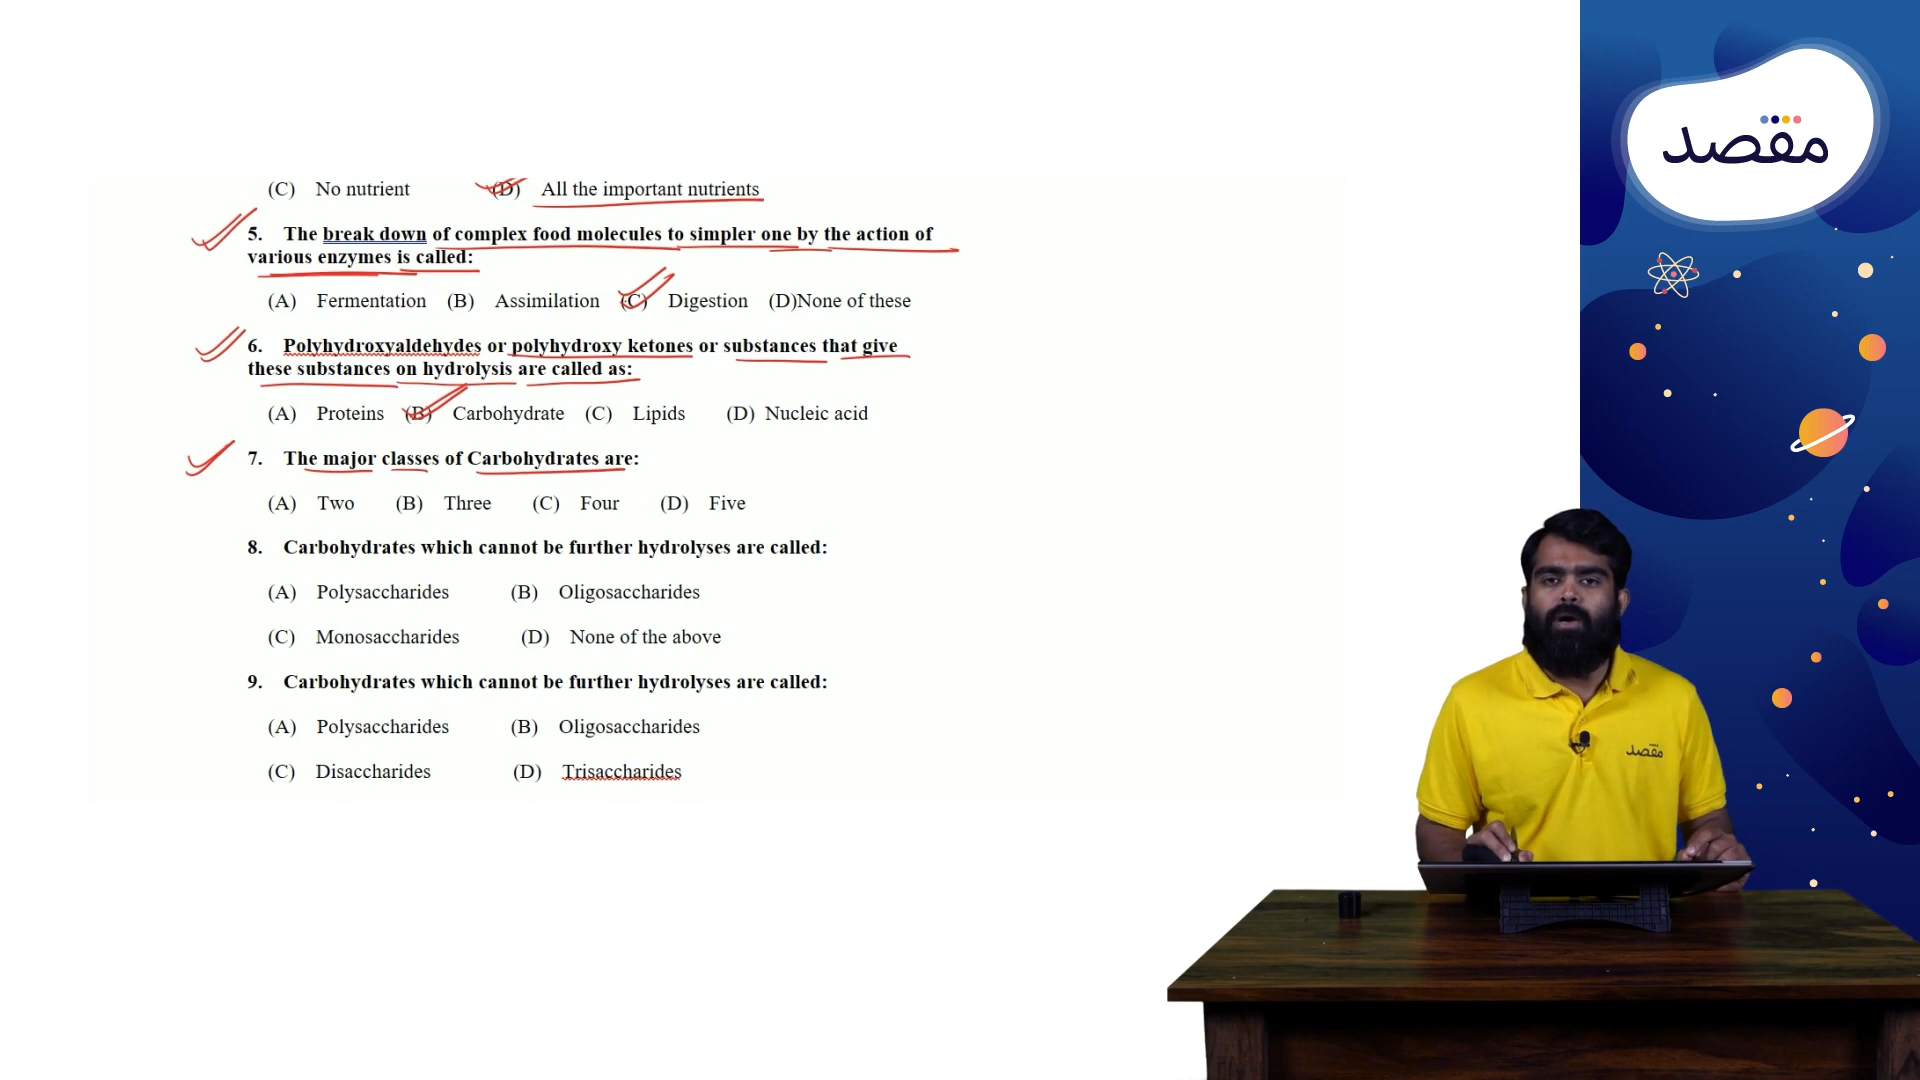 (C) No nutrient (D) All the important nutrients
5. The break down of complex food molecules to simpler one by the action of
various enzymes is called:
(A) Fermentation (B) Assimilation (C) Digestion (D)None of these
6. Polyhydroxyaldehydes or polyhydroxy ketones or substances that give
these substances on hydrolysis are called as:
(A) Proteins (B) Carbohydrate (C) Lipids (D) Nucleic acid
7. The major classes of Carbohydrates are:
(A) Two (B) Three (C) Four (D) Five
8. Carbohydrates which cannot be further hydrolyses are called:
(A) Polysaccharides (B) Oligosaccharides
(C) Monosaccharides (D) None of the above
9. Carbohydrates which cannot be further hydrolyses are called:
(A) Polysaccharides (B) Oligosaccharides
(C) Disaccharides (D) Trisaccharides
مقصد
مقصد